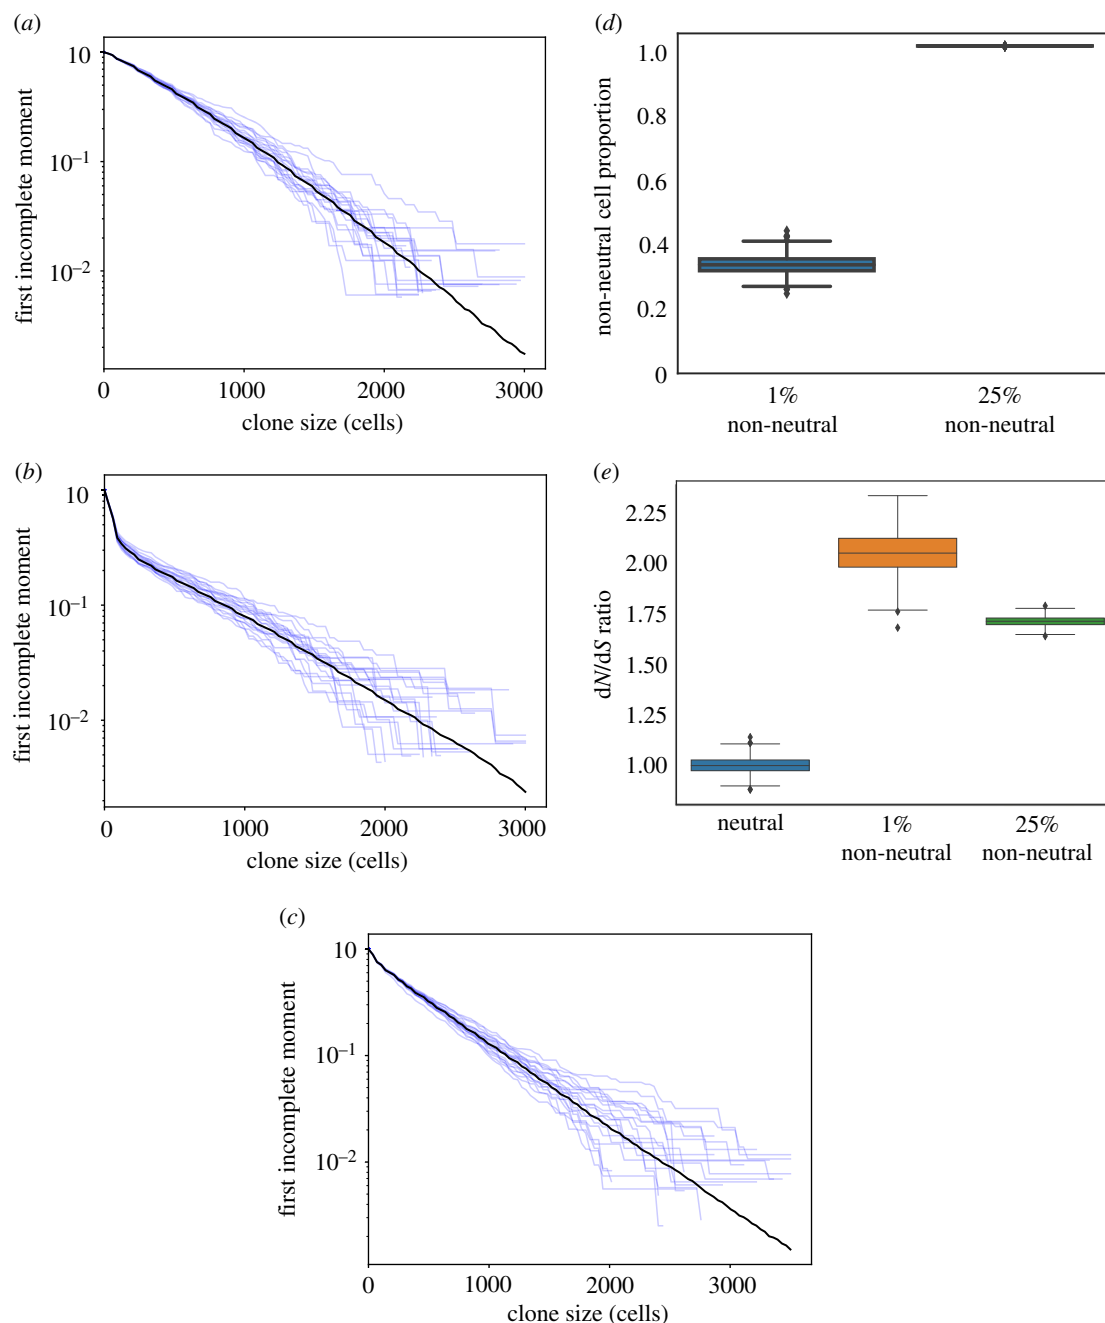 (a)
10
10−1
10−2
first incomplete moment
0 1000 2000 3000
clone size (cells)
(d)
1.0
0.8
0.6
0.4
0.2
0
non-neutral cell proportion
1% 25%
non-neutral non-neutral
(b)
10
10−1
10−2
first incomplete moment
0 1000 2000 3000
clone size (cells)
(e)
2.25
2.00
1.75
1.50
1.25
1.00
dN/dS ratio
neutral 1% 25%
non-neutral non-neutral
(c)
10
10−1
10−2
first incomplete moment
0 1000 2000 3000
clone size (cells)